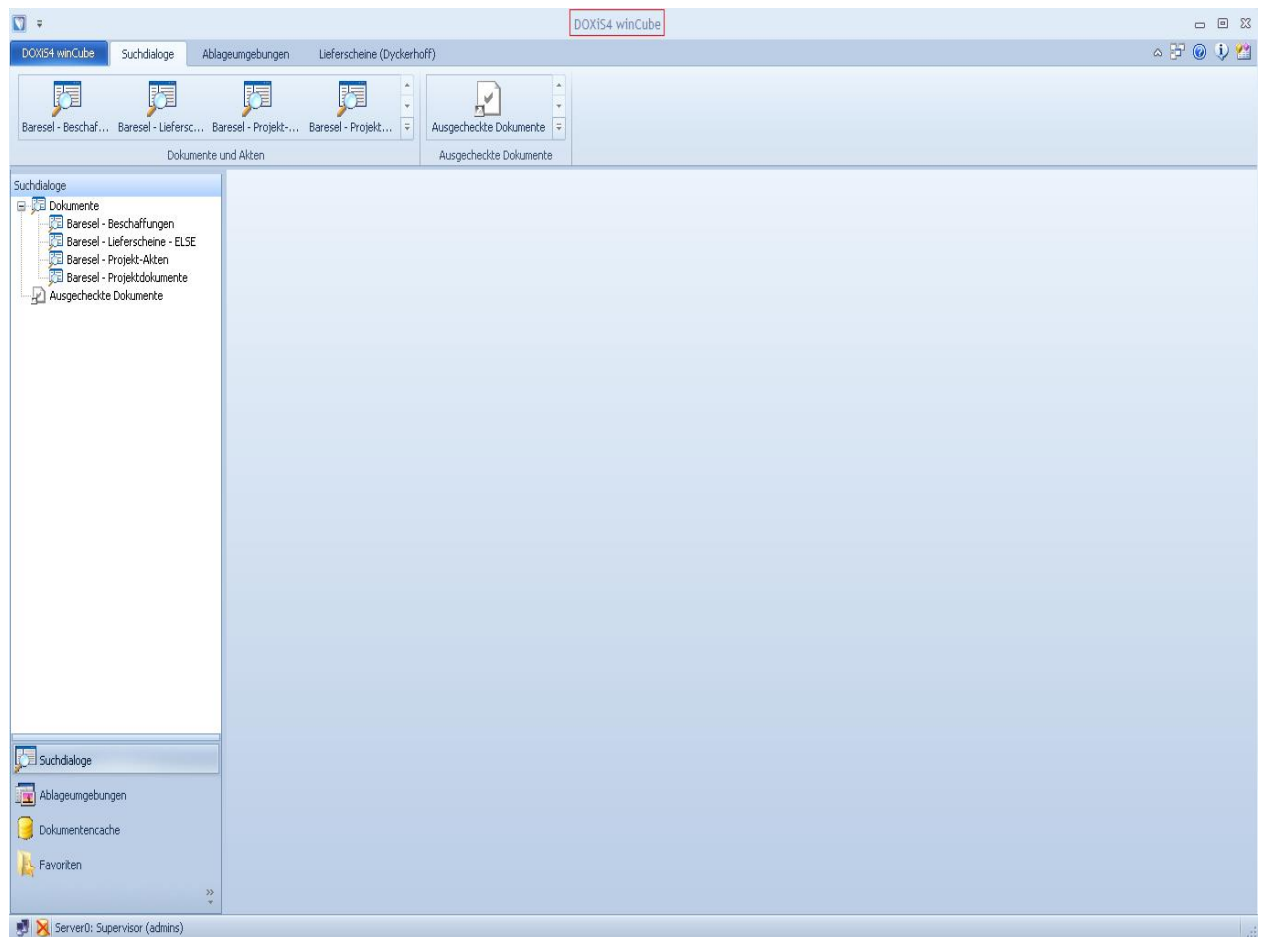 DOXiS4 winCube
DOXiS4 winCube Suchdialoge Ablageumgebungen Lieferscheine (Dyckerhoff)
Baresel - Beschaf... Baresel - Liefersc... Baresel - Projekt-... Baresel - Projekt... Ausgecheckte Dokumente
Dokumente und Akten Ausgecheckte Dokumente
Suchdialoge
Dokumente
Baresel - Beschaffungen
Baresel - Lieferscheine - ELSE
Baresel - Projekt-Akten
Baresel - Projektdokumente
Ausgecheckte Dokumente
Suchdialoge
Ablageumgebungen
Dokumentencache
Favoriten
Server0: Supervisor (admins)